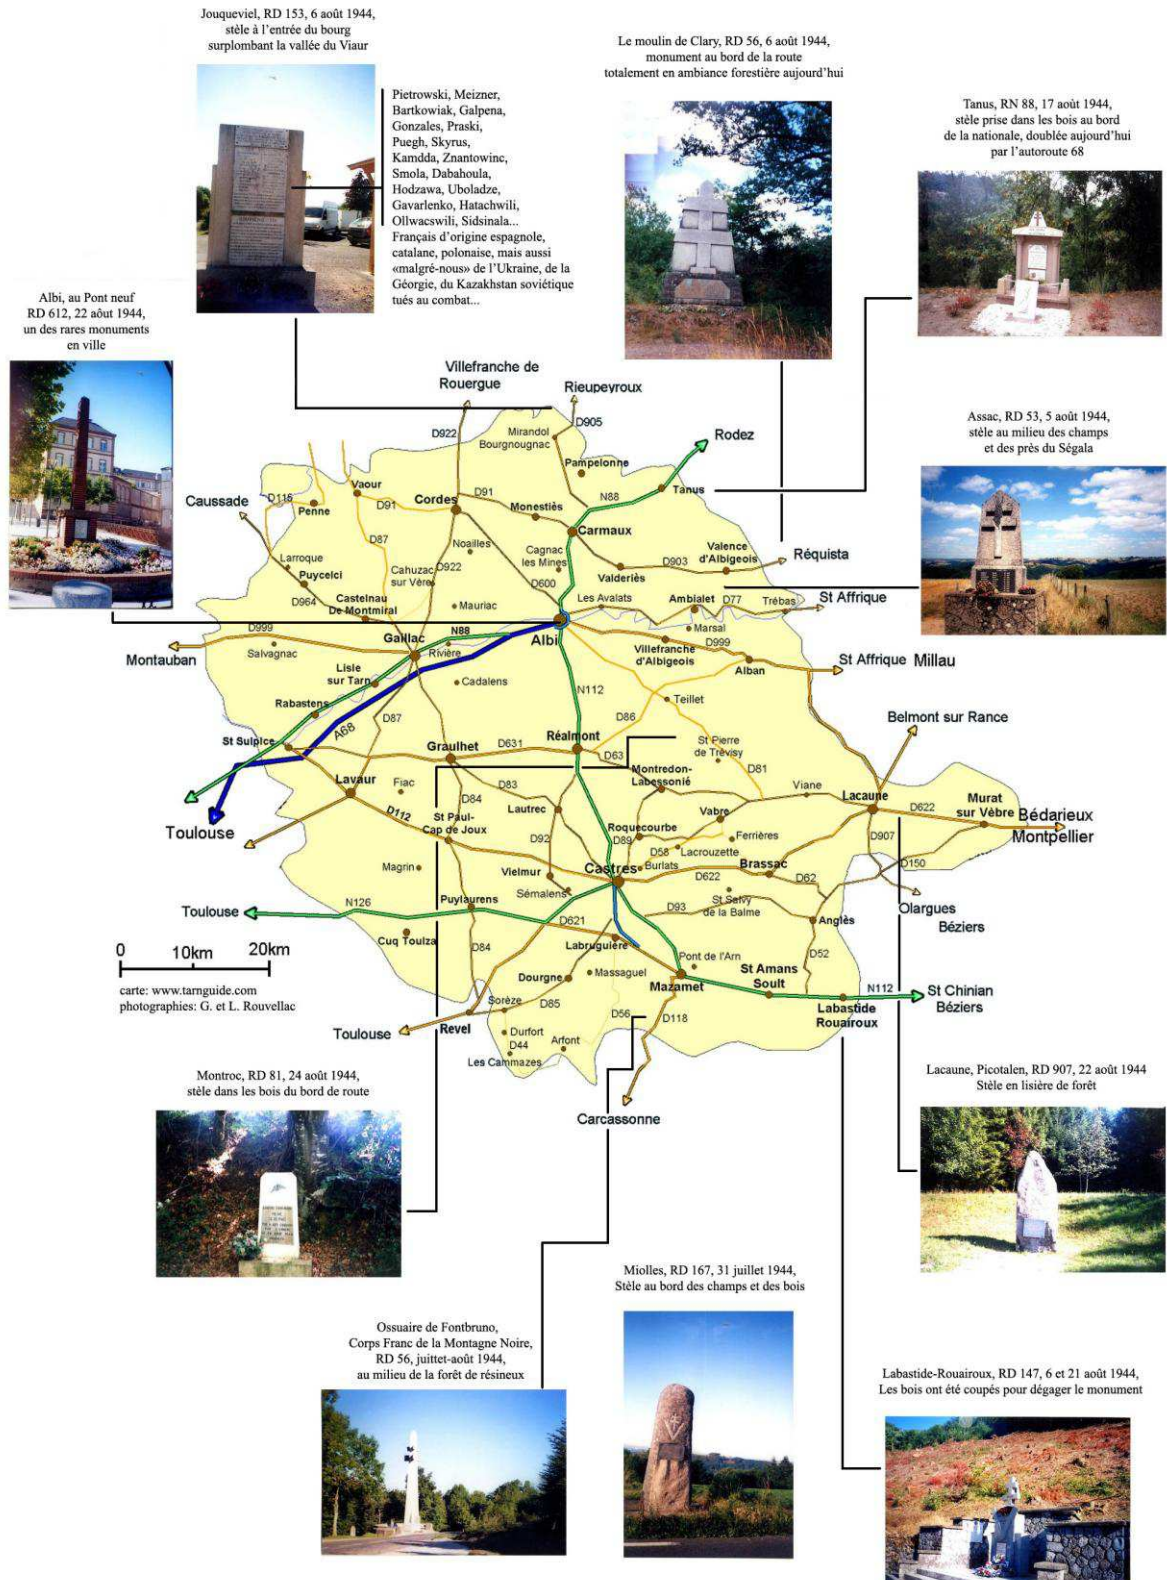 Jouqueviel, RD 153, 6 août 1944,
stèle à l'entrée du bourg
surplombant la vallée du Viaur
Le moulin de Clary, RD 56, 6 août 1944,
monument au bord de la route
totalement en ambiance forestière aujourd'hui
Pietrowski, Meizner,
Bartkowiak, Galpena,
Gonzales, Praski,
Puegh, Skyrus,
Kamdda, Znantowinc,
Smola, Dabahoula,
Hodzawa, Uboladze,
Gavarlenko, Hatachwili,
Ollwacswili, Sidsinala...
Français d'origine espagnole,
catalane, polonaise, mais aussi
«malgré-nous» de l'Ukraine, de la
Géorgie, du Kazakhstan soviétique
tués au combat...
Tanus, RN 88, 17 août 1944,
stèle prise dans les bois au bord
de la nationale, doublée aujourd'hui
par l'autoroute 68
Albi, au Pont neuf
RD 612, 22 aôut 1944,
un des rares monuments
en ville
Assac, RD 53, 5 août 1944,
stèle au milieu des champs
et des près du Ségala
Villefranche de
Rouergue
Rieupeyroux
D922
D905
Mirandol
Bourgnougnac
Rodez
Pampelonne
Caussade
D115
Penne
Vaour
D91
Cordes
D91
Monestiès
N88
Tanus
Carmaux
D87
Noailles
Cagnac
les Mines
Valence
d'Albigeois
Réquista
Larroque
Puycelci
Cahuzac
sur Vère
D922
D600
Valderiès
D903
D964
Castelnau
De Montmiral
Mauriac
Les Avalats
Ambialet
D77
Trébas
St Affrique
D999
Montauban
Salvagnac
Gaillac
N88
Rivière
Albi
Marsal
Villefranche
d'Albigeois
D999
Alban
St Affrique
Millau
Lisle
sur Tarn
Cadalens
N112
Teillet
Rabastens
A68
D87
D86
Belmont sur Rance
St Sulpice
Graulhet
D631
Réalmont
D63
St Pierre
de Trévisy
Montredon-
Labessonié
D81
Lavaur
Fiac
D83
Viane
Lacaune
Murat
sur Vèbre
D622
Toulouse
D112
St Paul-
Cap de Joux
D84
Lautrec
Vabre
Bédarieux
Montpellier
Roquecourbe
D92
D89
Ferrières
D907
D58
Lacrouzette
Magrin
Vielmur
Castres
Burlats
Brassac
D150
D622
D62
Sémalens
St Salvy
de la Balme
Toulouse
N126
Puylaurens
D621
D93
Anglès
Olargues
Béziers
Cuq Toulza
D84
Labruguière
D52
0
10km
20km
Dourgne
Massaguel
Pont de l'Arn
Mazamet
St Amans
Soult
carte: www.tarnguide.com
photographies: G. et L. Rouvellac
Sorèze
D85
D56
D118
Labastide
Rouairoux
N112
St Chinian
Béziers
Toulouse
Revel
Durfort
D44
Arfont
Les Cammazes
Carcassonne
Montroc, RD 81, 24 août 1944,
stèle dans les bois du bord de route
Lacaune, Picotalen, RD 907, 22 août 1944
Stèle en lisière de forêt
Miolles, RD 167, 31 juillet 1944,
Stèle au bord des champs et des bois
Ossuaire de Fontbruno,
Corps Franc de la Montagne Noire,
RD 56, juittet-août 1944,
au milieu de la forêt de résineux
Labastide-Rouairoux, RD 147, 6 et 21 août 1944,
Les bois ont été coupés pour dégager le monument